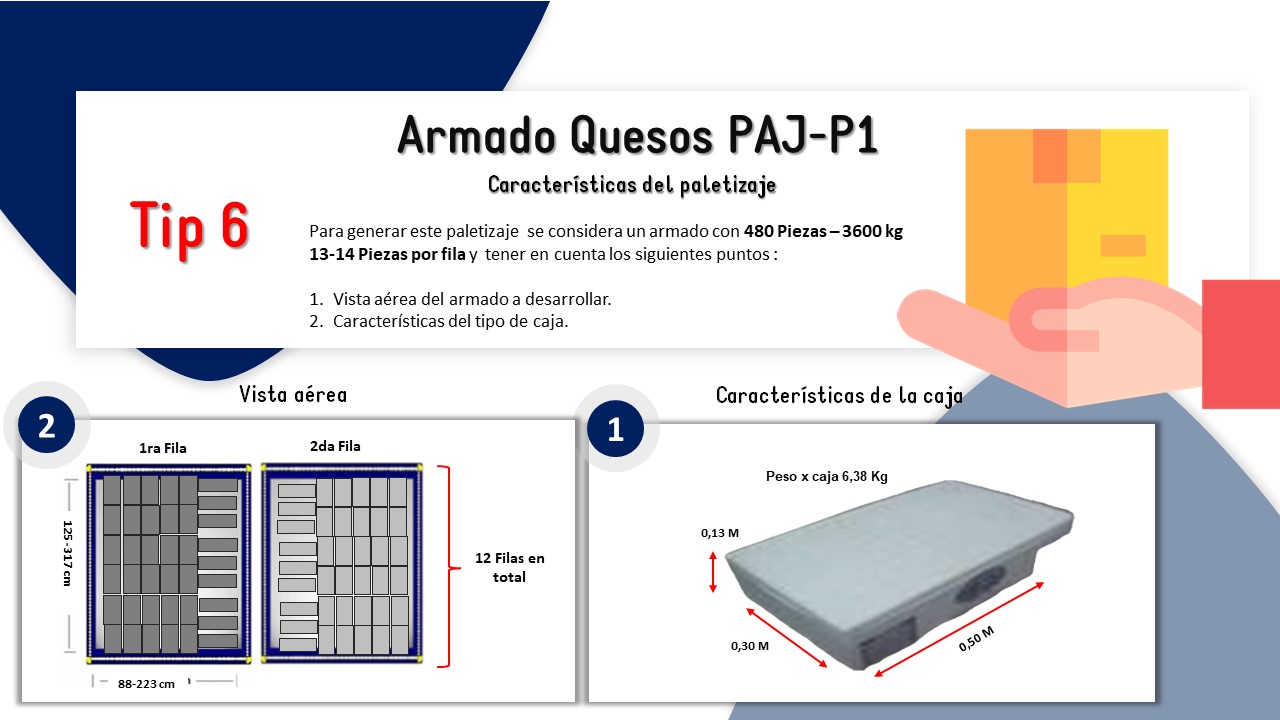 Armado Quesos PAJ-P1
Características del paletizaje
Tip 6
Para generar este paletizaje se considera un armado con 480 Piezas – 3600 kg
13-14 Piezas por fila y tener en cuenta los siguientes puntos :
1. Vista aérea del armado a desarrollar.
2. Características del tipo de caja.
Vista aérea
2
1ra Fila
2da Fila
125-317 cm
88-223 cm
12 Filas en
total
Características de la caja
1
Peso x caja 6,38 Kg
0,13 M
0,30 M
0,50 M